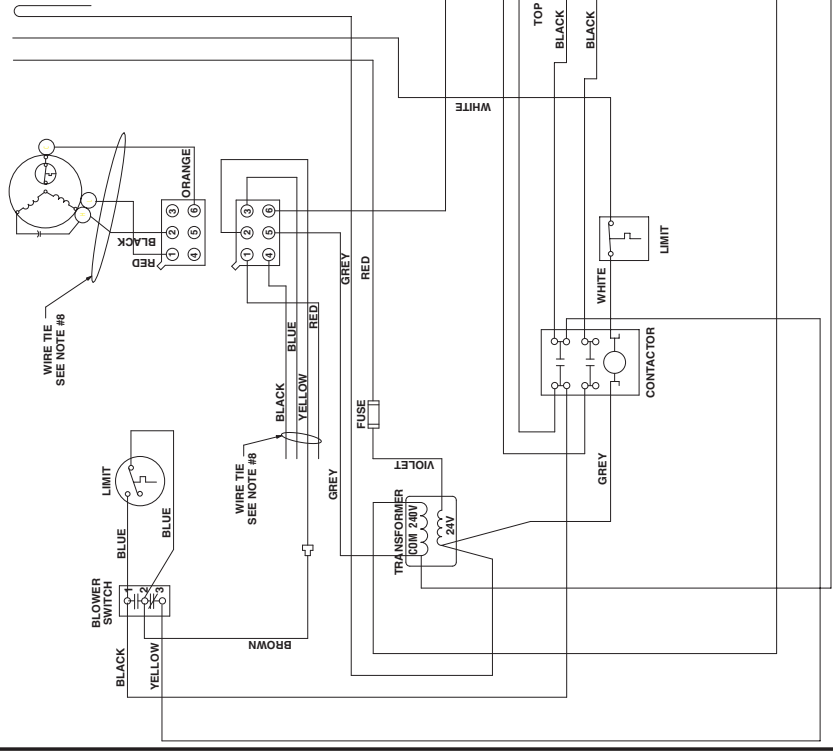 TOP
BLACK
BLACK
WHITE
ORANGE
3
6
2
5
1
4
BLACK
RED
WIRE TIE
SEE NOTE #8
3
6
2
5
1
4
GREY
RED
LIMIT
WHITE
CONTACTOR
BLUE
RED
BLACK
YELLOW
FUSE
WIRE TIE
SEE NOTE #8
GREY
VIOLET
GREY
LIMIT
BLUE
BLUE
TRANSFORMER
COM 240V
24V
BLOWER
SWITCH
1
2
3
BROWN
BLACK
YELLOW